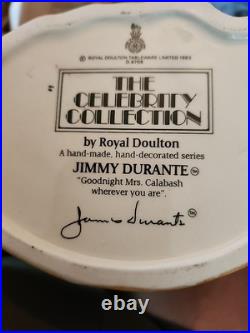 © ROYAL DOULTON TABLEWARE LIMITED 1983
D.6708
THE
CELEBRITY
COLLECTION
by Royal Doulton
A hand-made, hand-decorated series
JIMMY DURANTE™
"Goodnight Mrs. Calabash
wherever you are".
Jimmy Durante